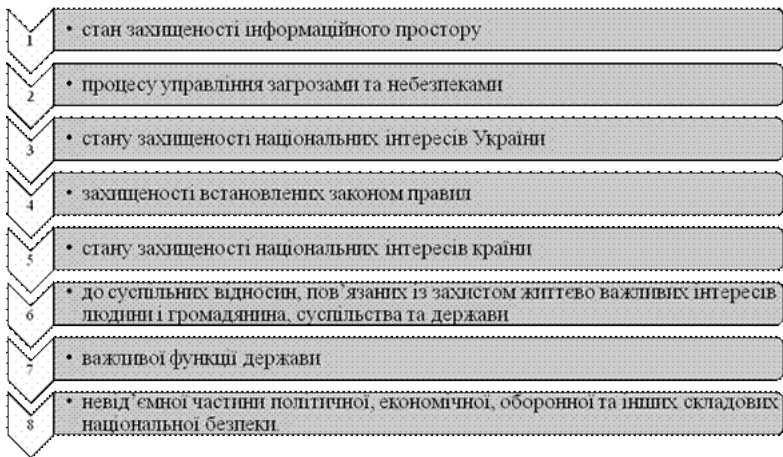 1 • стан захищеності інформаційного простору
2 • процесу управління загрозами та небезпеками
3 • стану захищеності національних інтересів України
4 • захищеності встановлених законом правил
5 • стану захищеності національних інтересів країни
6 • до суспільних відносин, пов’язаних із захистом життєво важливих інтересів
людини і громадянина, суспільства та держави
7 • важливої функції держави
8 • невід’ємної частини політичної, економічної, оборонної та інших складових
національної безпеки.